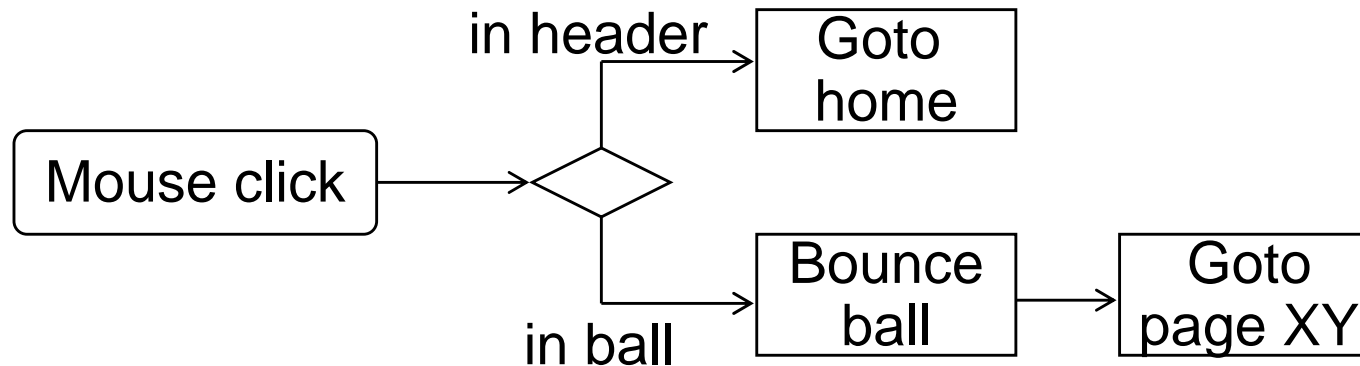 in header
Goto
home
Mouse click
Bounce
ball
Goto
page XY
in ball